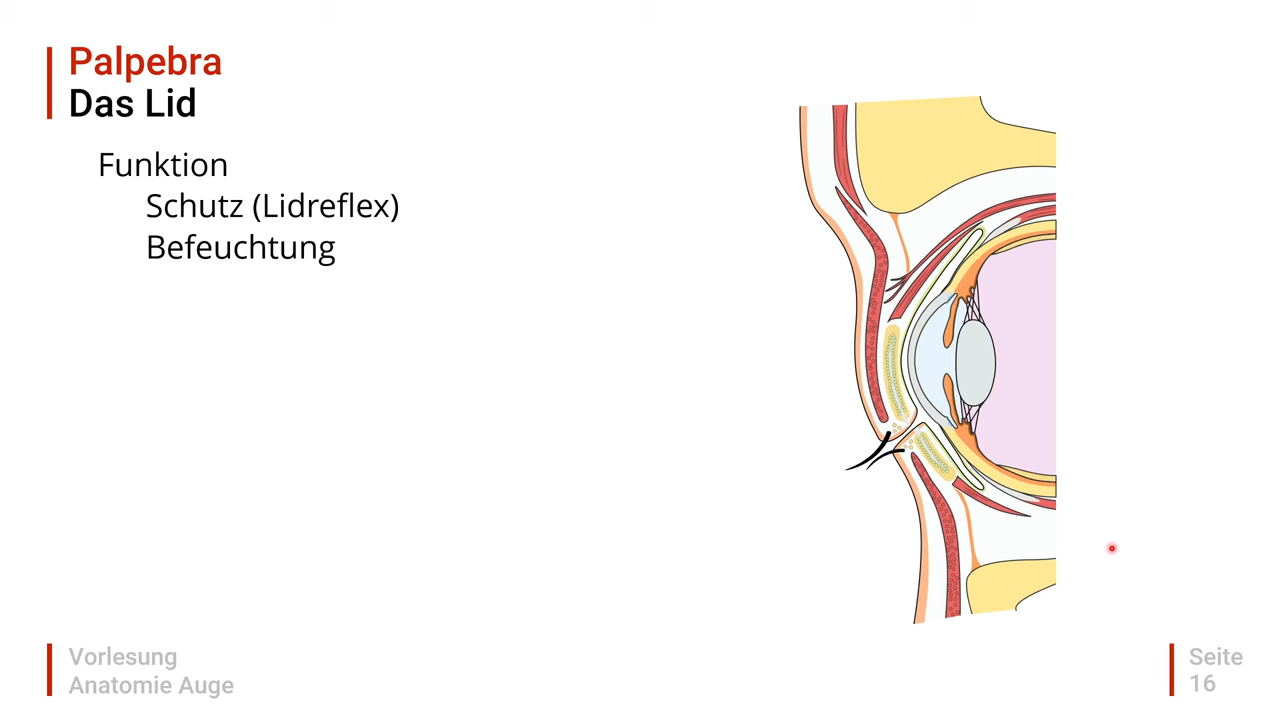 Palpebra
Das Lid
Funktion
Schutz (Lidreflex)
Befeuchtung
Vorlesung
Anatomie Auge
Seite
16